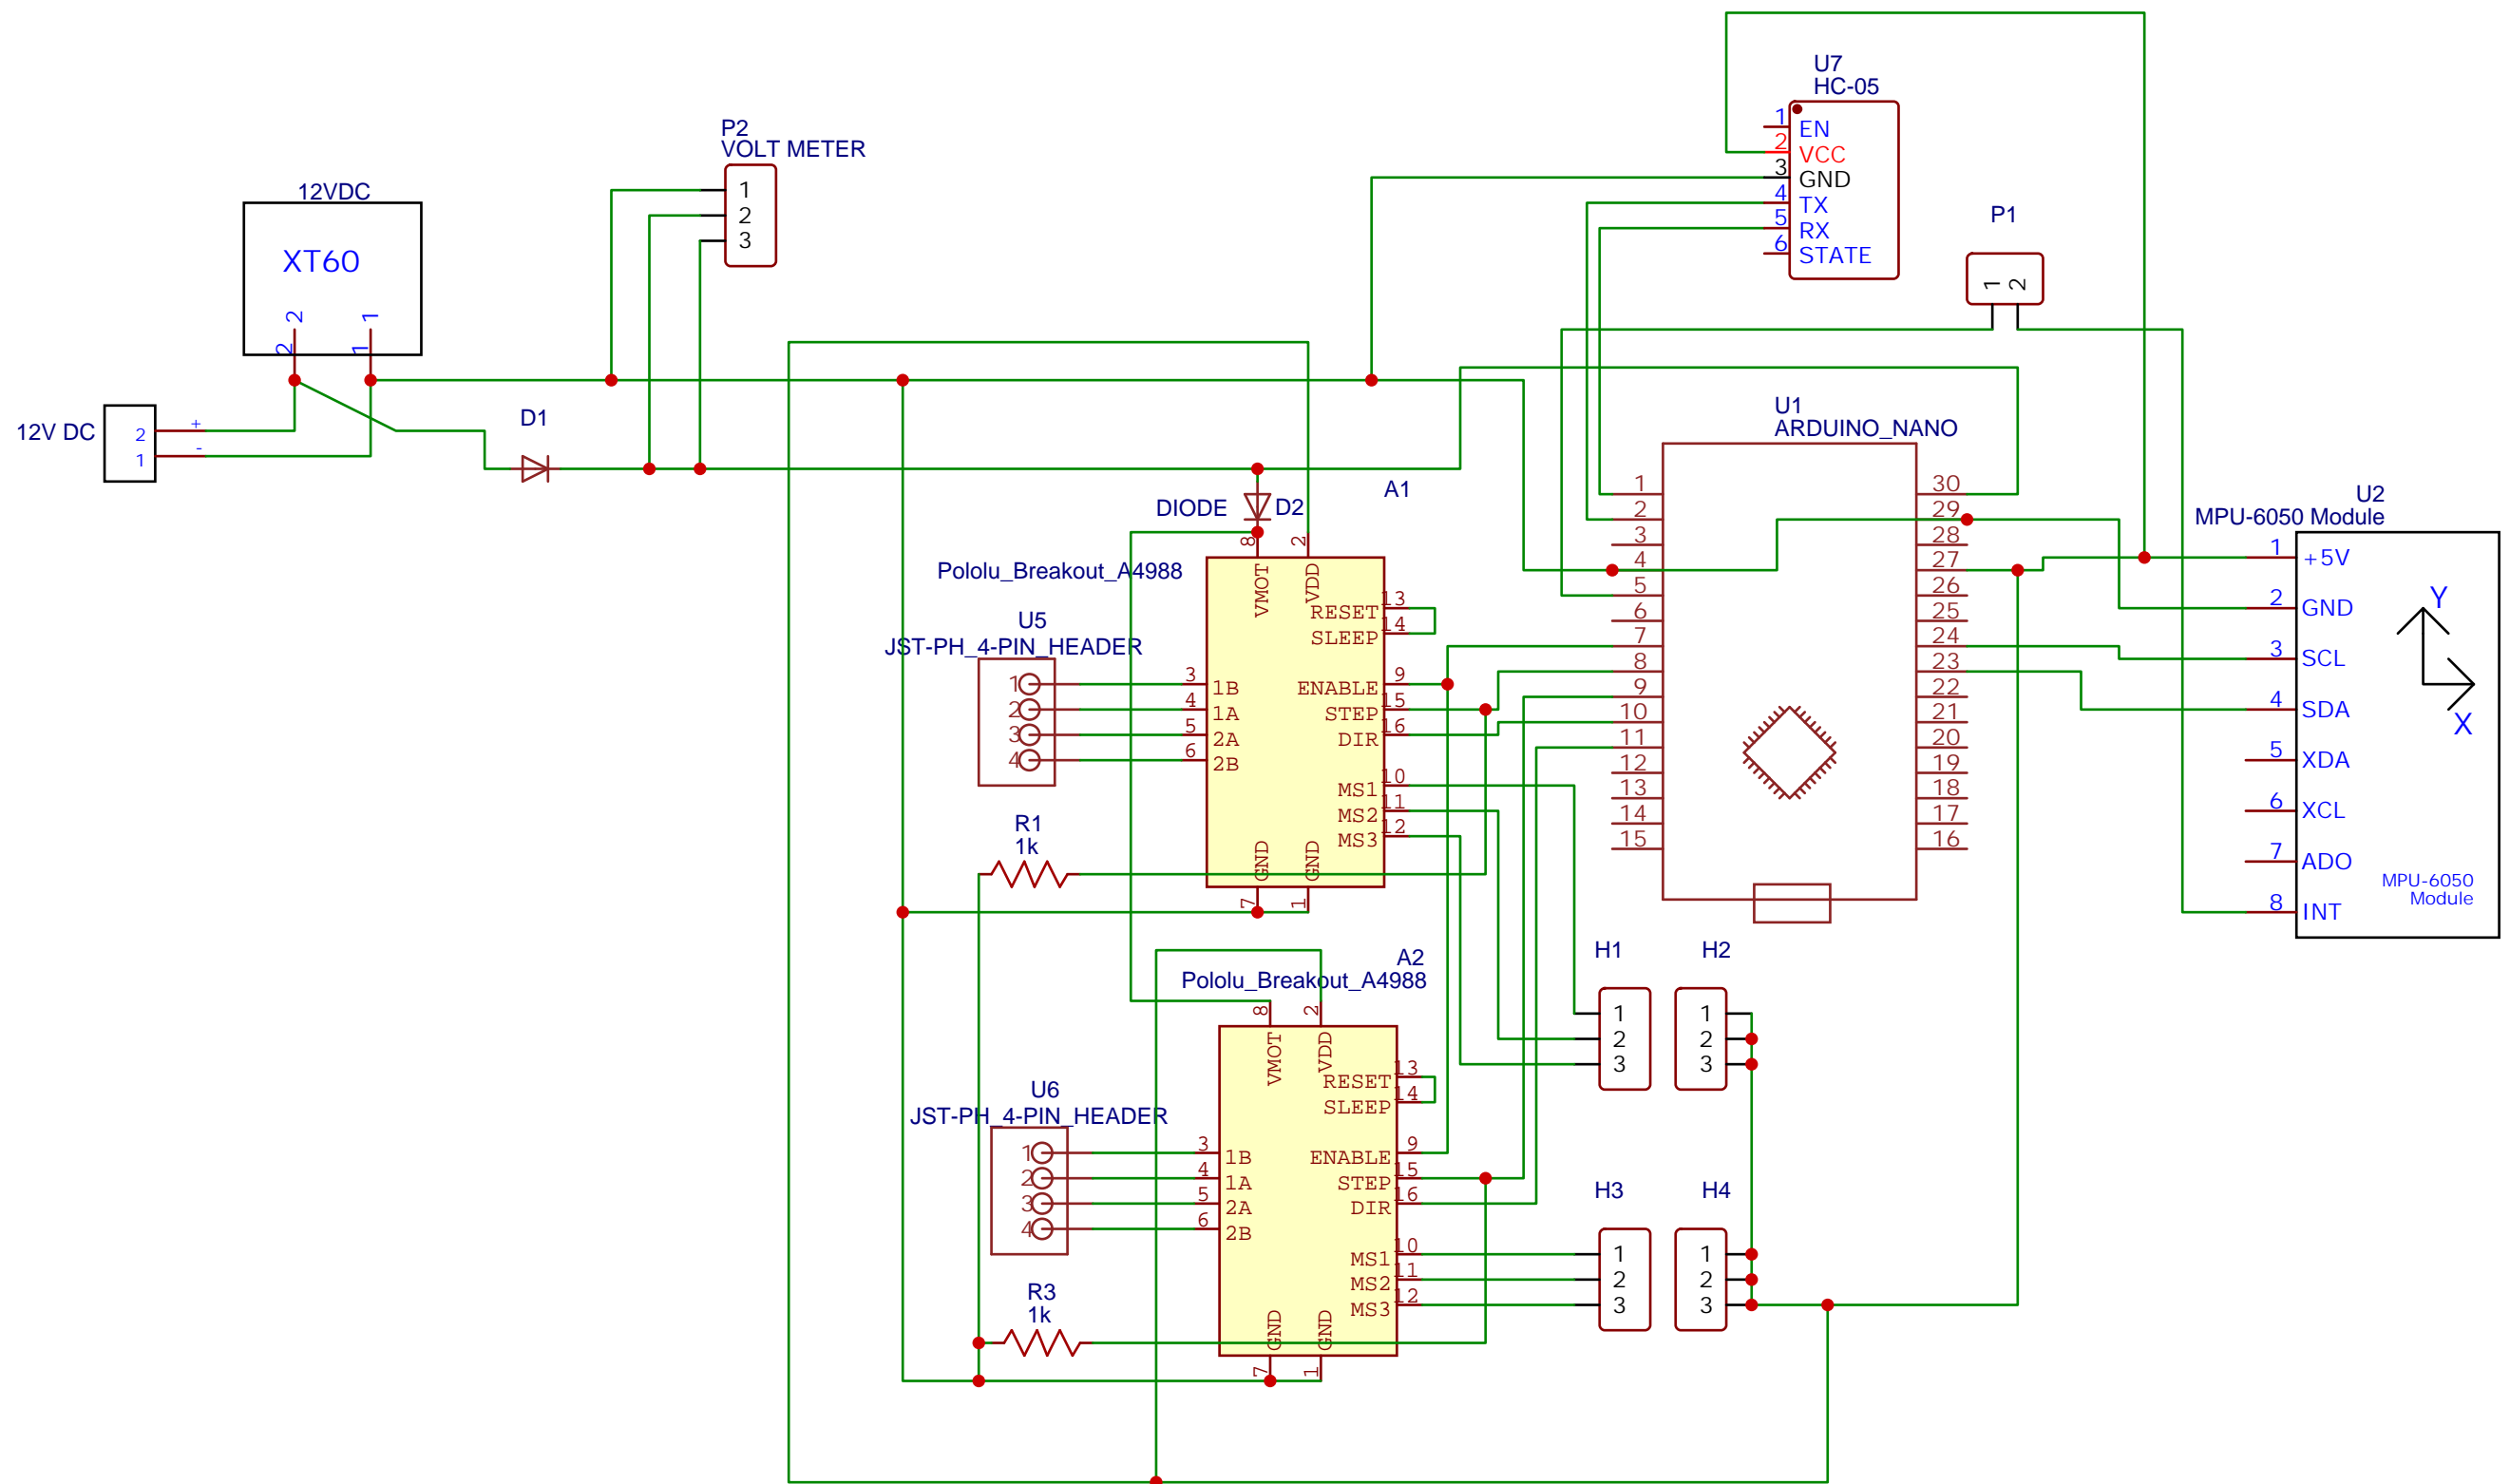 U7
HC-05
1 EN
2 VCC
3 GND
4 TX
5 RX
6 STATE
P2
VOLT METER
1
2
3
12VDC
XT60
2
1
2
1
P1
1
2
12V DC
2 +
1 -
D1
DIODE
D2
A1
Pololu_Breakout_A4988
8 VMOT
2 VDD
13 RESET
14 SLEEP
3 1B
9 ENABLE
4 1A
15 STEP
5 2A
16 DIR
6 2B
10 MS1
11 MS2
12 MS3
7 GND
1 GND
U5
JST-PH_4-PIN_HEADER
1
2
3
4
R1
1k
U1
ARDUINO_NANO
1 30
2 29
3 28
4 27
5 26
6 25
7 24
8 23
9 22
10 21
11 20
12 19
13 18
14 17
15 16
U2
MPU-6050 Module
1 +5V
2 GND
3 SCL
4 SDA
5 XDA
6 XCL
7 ADO
8 INT
Y
X
MPU-6050
Module
A2
Pololu_Breakout_A4988
8 VMOT
2 VDD
13 RESET
14 SLEEP
3 1B
9 ENABLE
4 1A
15 STEP
5 2A
16 DIR
6 2B
10 MS1
11 MS2
12 MS3
7 GND
1 GND
U6
JST-PH_4-PIN_HEADER
1
2
3
4
R3
1k
H1
1
2
3
H2
1
2
3
H3
1
2
3
H4
1
2
3